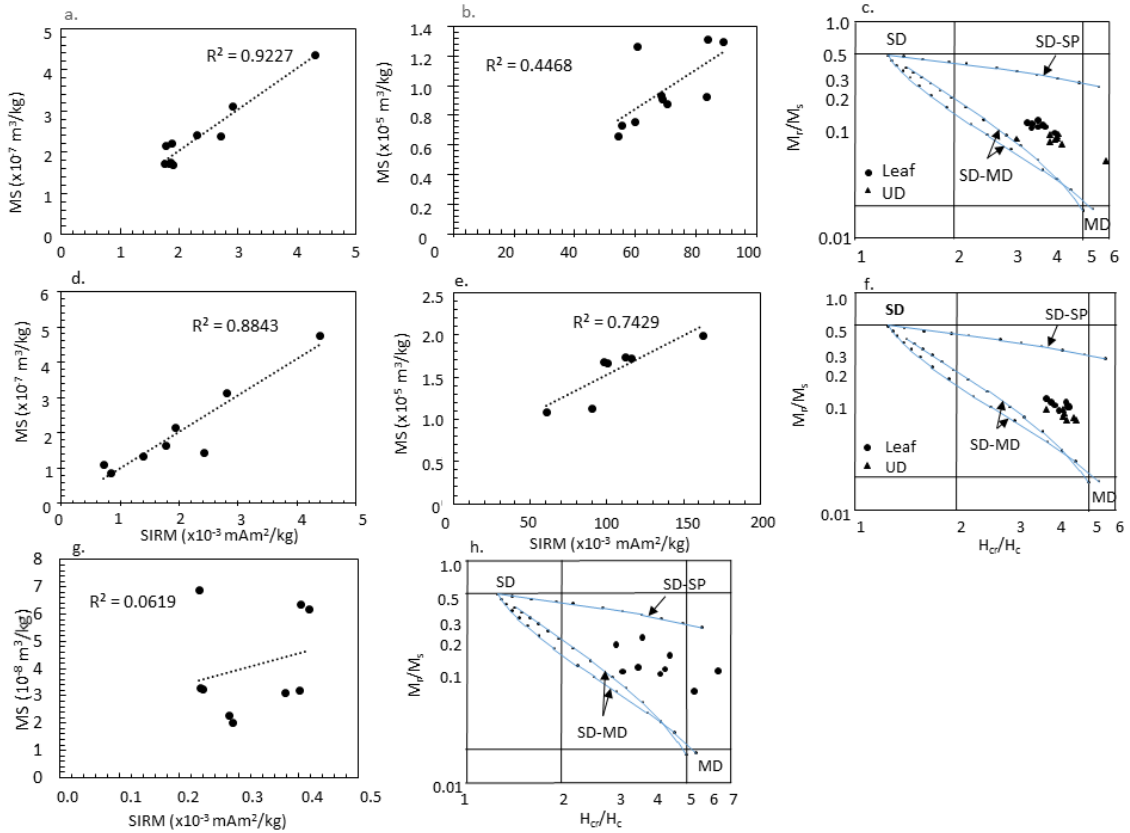 a.
MS (x10⁻⁷ m³/kg)
5
4
3
2
1
0
R² = 0.9227
0
1
2
3
4
5
b.
MS (x10⁻⁵ m³/kg)
1.4
1.2
1.0
0.8
0.6
0.4
0.2
0
R² = 0.4468
0
20
40
60
80
100
c.
Mr/Ms
1.0
0.5
0.3
0.2
0.1
0.01
SD
SD-SP
SD-MD
Leaf
UD
MD
1
2
3
4
5
6
d.
MS (x10⁻⁷ m³/kg)
6
5
4
3
2
1
0
R² = 0.8843
0
1
2
3
4
5
SIRM (x10⁻³ mAm²/kg)
e.
MS (x10⁻⁵ m³/kg)
2.5
2.0
1.5
1.0
0.5
0
R² = 0.7429
0
50
100
150
200
SIRM (x10⁻³ mAm²/kg)
f.
Mr/Ms
1.0
0.5
0.3
0.2
0.1
0.01
SD
SD-SP
SD-MD
Leaf
UD
MD
1
2
3
4
5
6
Hcr/Hc
g.
MS (10⁻⁸ m³/kg)
8
7
6
5
4
3
2
1
0
R² = 0.0619
0.0
0.1
0.2
0.3
0.4
0.5
SIRM (x10⁻³ mAm²/kg)
h.
Mr/Ms
1.0
0.5
0.3
0.2
0.1
0.01
SD
SD-SP
SD-MD
MD
1
2
3
4
5
6
7
Hcr/Hc